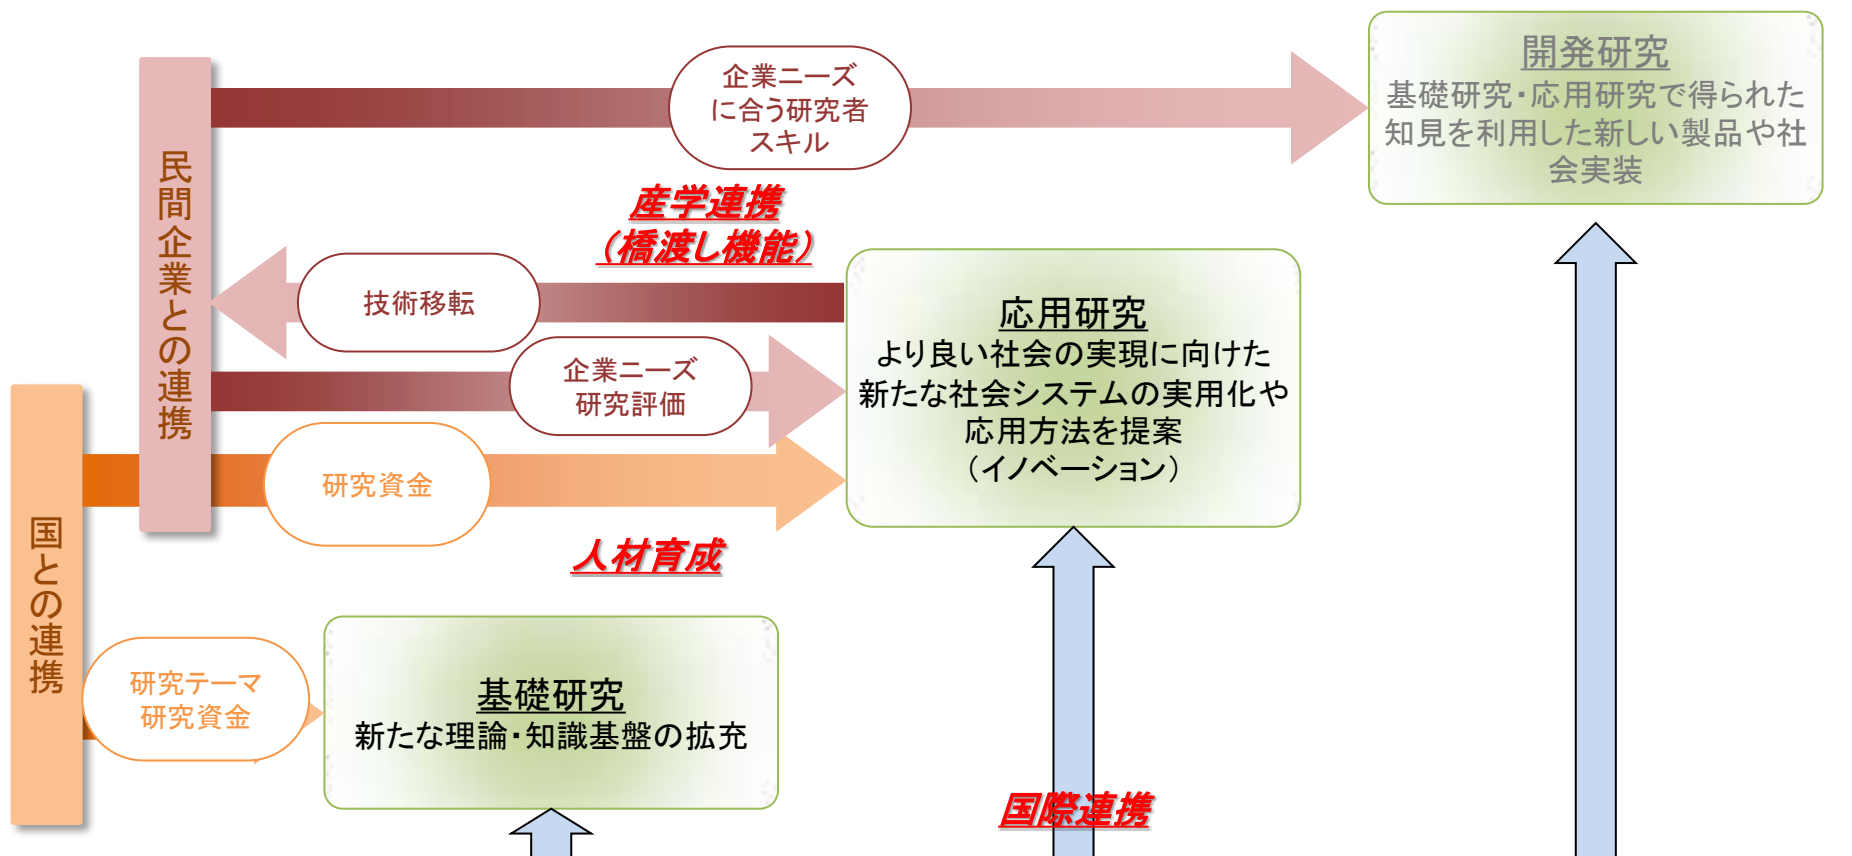 企業ニーズ
に合う研究者
スキル
開発研究
基礎研究・応用研究で得られた
知見を利用した新しい製品や社
会実装
民間企業との連携
産学連携
（橋渡し機能）
技術移転
企業ニーズ
研究評価
応用研究
より良い社会の実現に向けた
新たな社会システムの実用化や
応用方法を提案
（イノベーション）
国との連携
研究資金
人材育成
研究テーマ
研究資金
基礎研究
新たな理論・知識基盤の拡充
国際連携